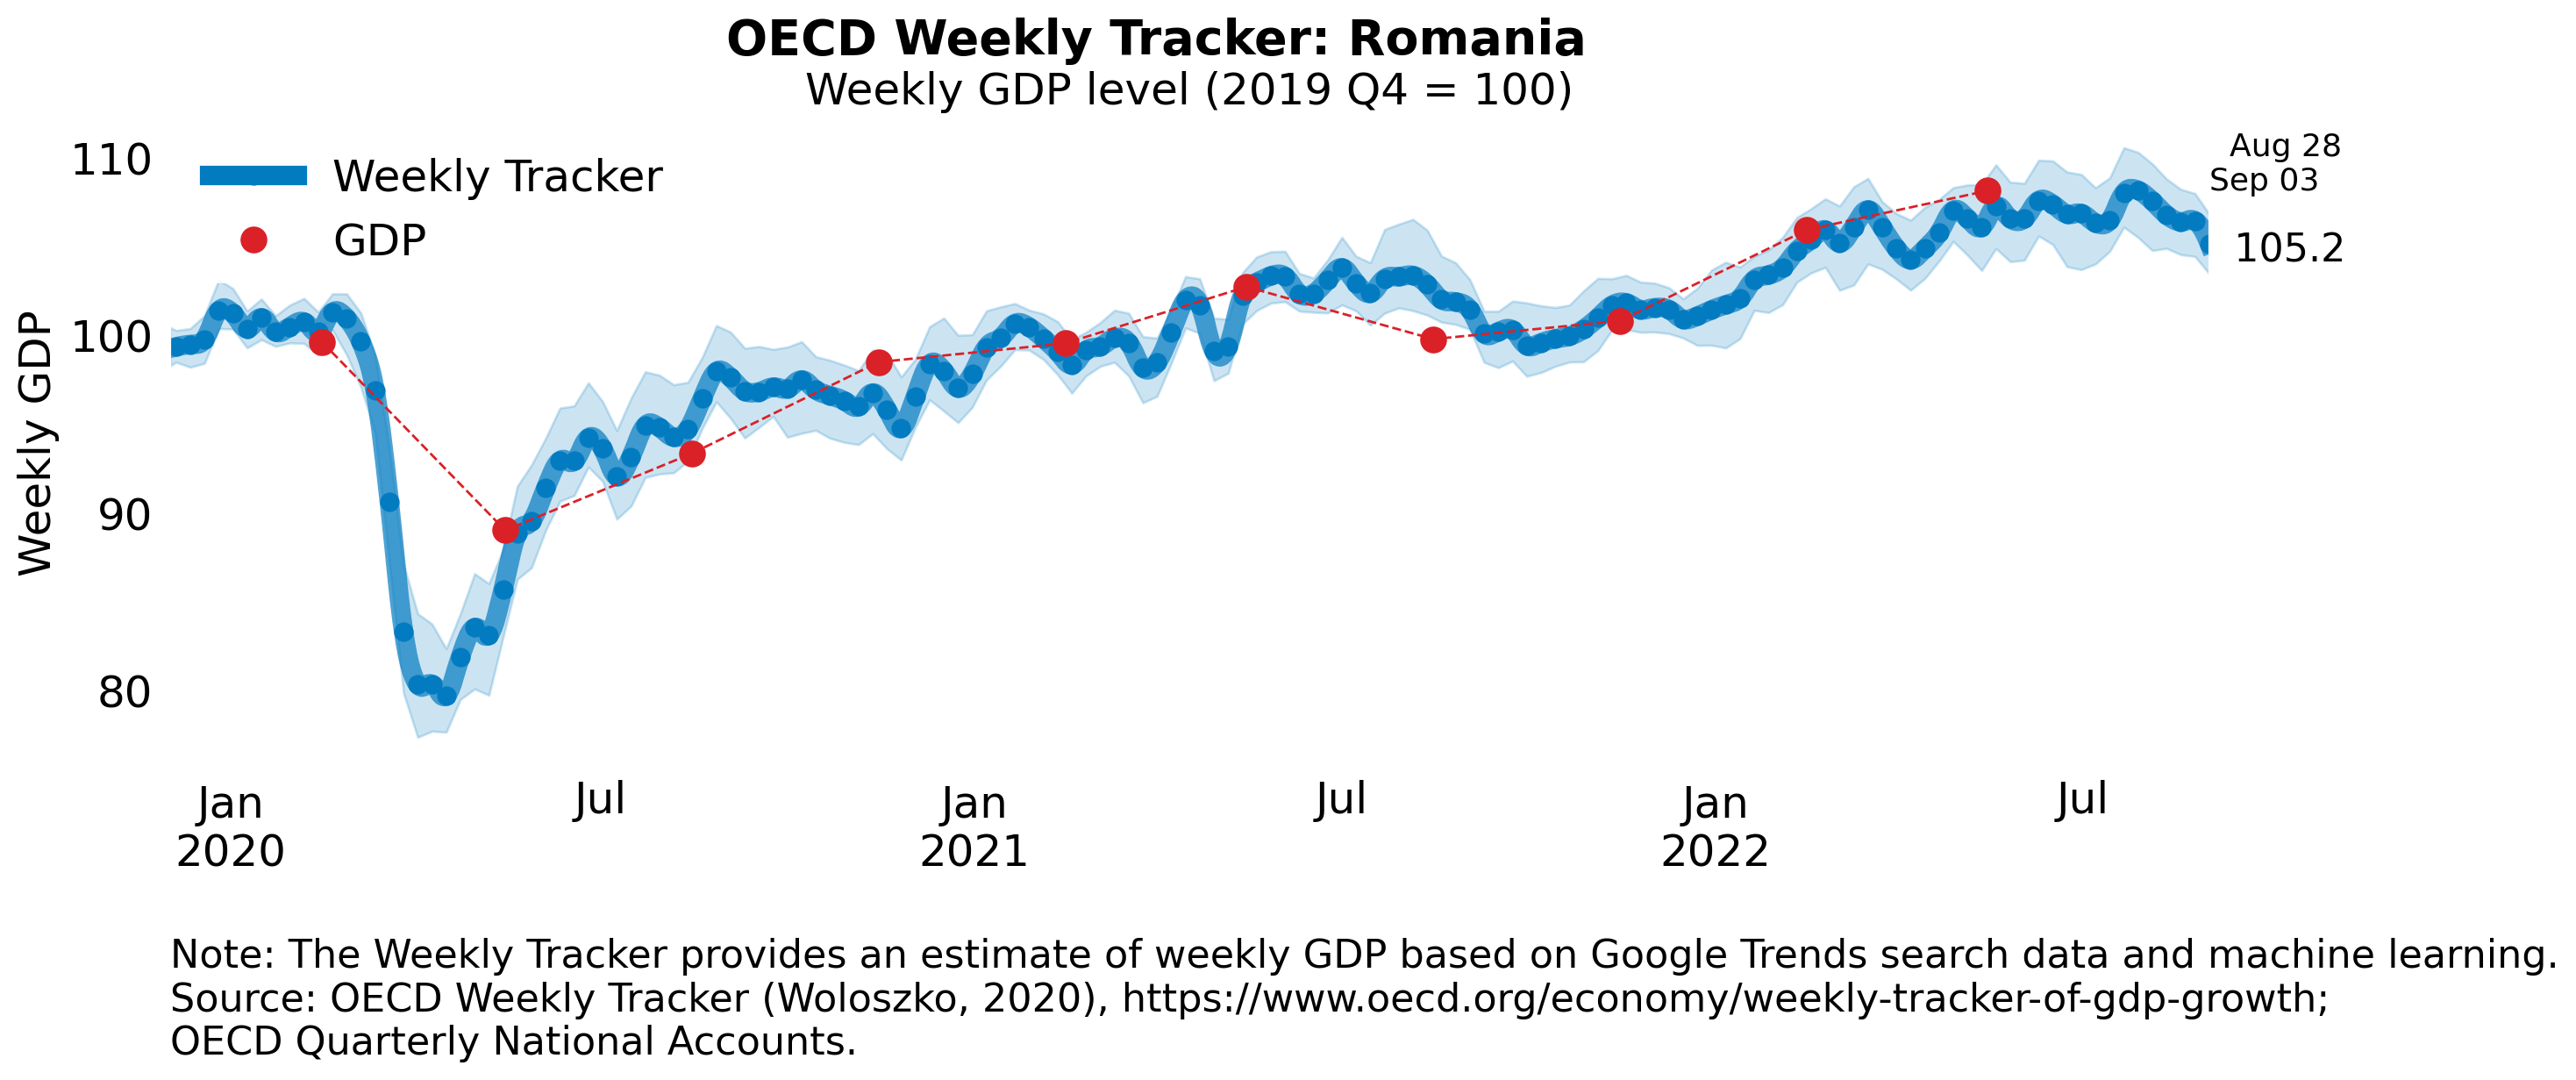 OECD Weekly Tracker: Romania
Weekly GDP level (2019 Q4 = 100)
Weekly GDP
110
100
90
80
Weekly Tracker
GDP
Aug 28
Sep 03
105.2
Jan
2020
Jul
Jan
2021
Jul
Jan
2022
Jul
Note: The Weekly Tracker provides an estimate of weekly GDP based on Google Trends search data and machine learning.
Source: OECD Weekly Tracker (Woloszko, 2020), https://www.oecd.org/economy/weekly-tracker-of-gdp-growth;
OECD Quarterly National Accounts.